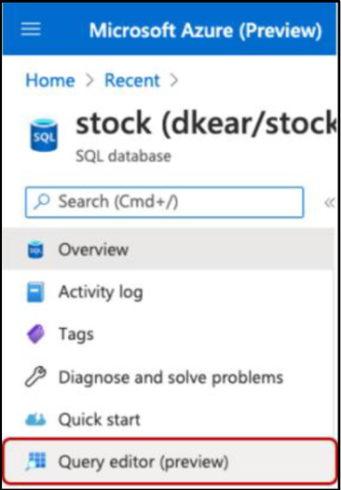 Microsoft Azure (Preview)
Home > Recent >
SQL
stock (dkear/stock
SQL database
Search (Cmd+/)
Overview
Activity log
Tags
Diagnose and solve problems
Quick start
Query editor (preview)